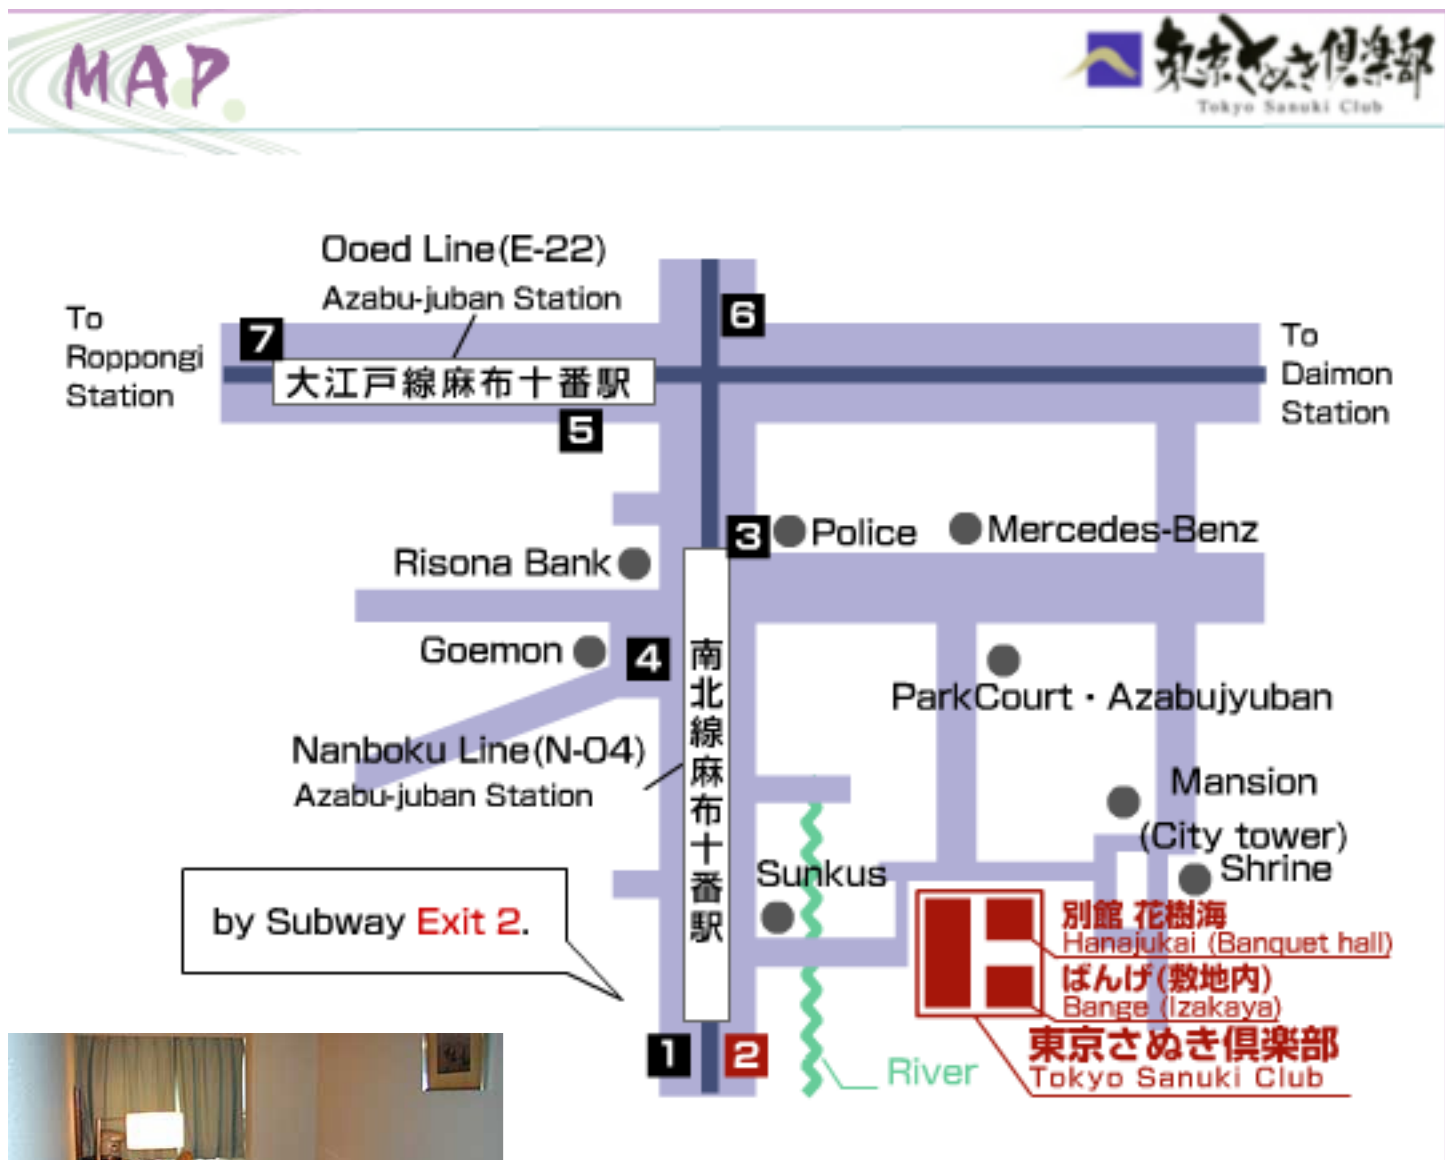 MAP
東京さぬき倶楽部
Tokyo Sanuki Club
Ooed Line(E-22)
Azabu-juban Station
To
Roppongi
Station
7
6
To
Daimon
Station
大江戸線麻布十番駅
5
3
Police
Mercedes-Benz
Risona Bank
Goemon
4
南北線麻布十番駅
ParkCourt・Azabujyuban
Nanboku Line(N-04)
Azabu-juban Station
Mansion
(City tower)
Shrine
Sunkus
by Subway Exit 2.
別館 花樹海
Hanajukai (Banquet hall)
ばんげ(敷地内)
Bange (Izakaya)
1
2
River
東京さぬき倶楽部
Tokyo Sanuki Club